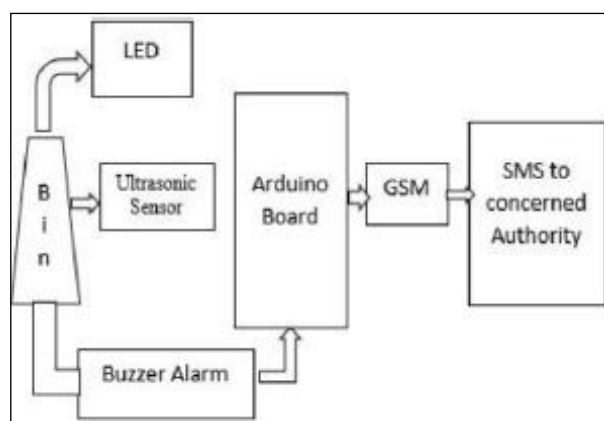 LED
B
i
n
Ultrasonic
Sensor
Arduino
Board
GSM
SMS to
concerned
Authority
Buzzer Alarm